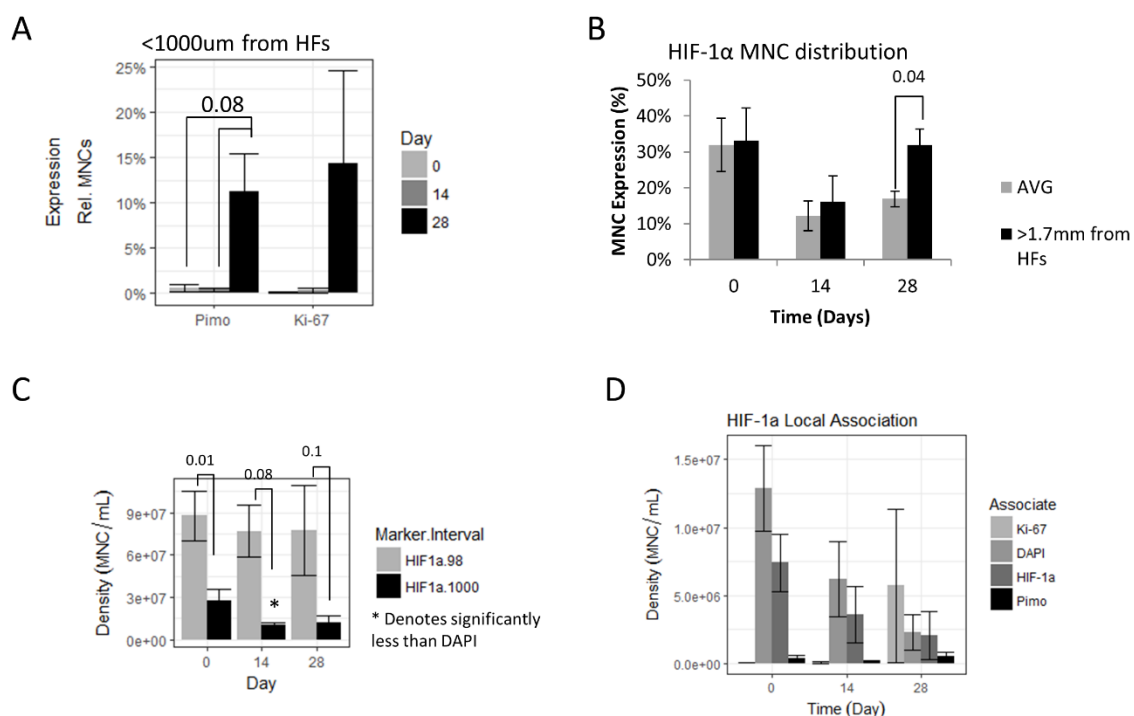 A
<1000um from HFs
25%
20%
15%
10%
5%
0%
Expression
Rel. MNCs
0.08
Pimo
Ki-67
Day
0
14
28
B
HIF-1α MNC distribution
50%
40%
30%
20%
10%
0%
MNC Expression (%)
0.04
0
14
28
Time (Days)
AVG
>1.7mm from
HFs
C
0.01
0.08
0.1
9e+07
6e+07
3e+07
0e+00
Density (MNC/mL)
*
0
14
28
Day
Marker.Interval
HIF1a.98
HIF1a.1000
* Denotes significantly
less than DAPI
D
HIF-1a Local Association
1.5e+07
1.0e+07
5.0e+06
0.0e+00
Density (MNC/mL)
0
14
28
Time (Day)
Associate
Ki-67
DAPI
HIF-1a
Pimo